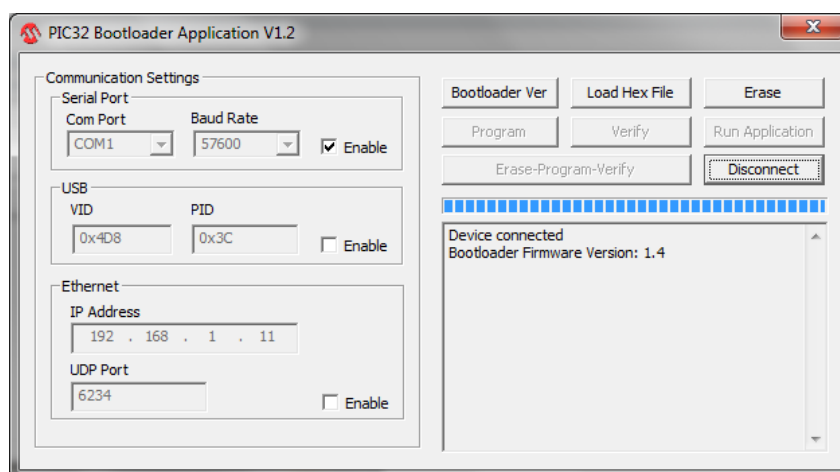 PIC32 Bootloader Application V1.2
Communication Settings
Serial Port
Com Port Baud Rate
COM1 57600 Enable
USB
VID PID
0x4D8 0x3C Enable
Ethernet
IP Address
192 . 168 . 1 . 11
UDP Port
6234 Enable
Bootloader Ver Load Hex File Erase
Program Verify Run Application
Erase-Program-Verify Disconnect
Device connected
Bootloader Firmware Version: 1.4